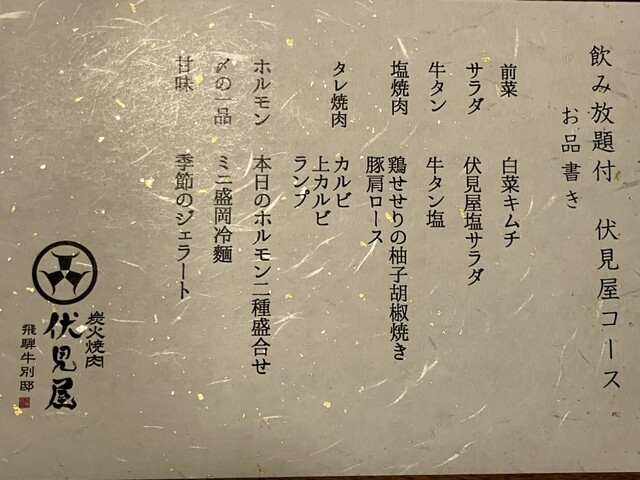 飲み放題付 伏見屋コース
お品書き
前菜 白菜キムチ
サラダ 伏見屋塩サラダ
牛タン 牛タン塩
塩焼肉 鶏せせりの柚子胡椒焼き
豚肩ロース
タレ焼肉 カルビ
上カルビ
ランプ
ホルモン 本日のホルモン二種盛合せ
〆の一品 ミニ盛岡冷麺
甘味 季節のジェラート
炭火焼肉
伏見屋
飛騨牛別邸